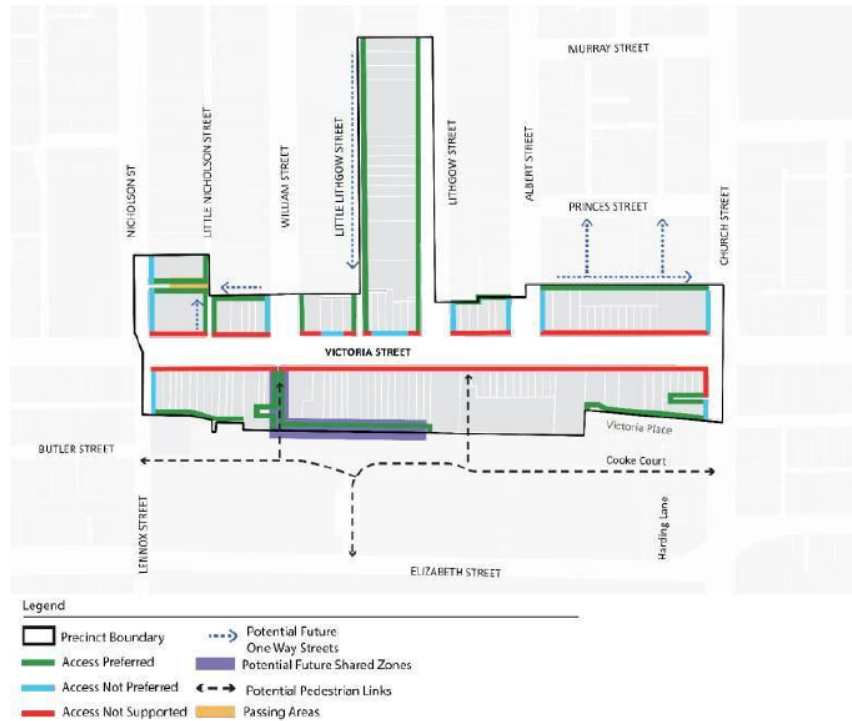 MURRAY STREET
NICHOLSON ST
LITTLE NICHOLSON STREET
WILLIAM STREET
LITTLE LITHGOW STREET
LITHGOW STREET
ALBERT STREET
PRINCES STREET
CHURCH STREET
VICTORIA STREET
Victoria Place
BUTLER STREET
Cooke Court
LENNOX STREET
Harding Lane
ELIZABETH STREET
Legend
Precinct Boundary
Access Preferred
Access Not Preferred
Access Not Supported
Potential Future
One Way Streets
Potential Future Shared Zones
Potential Pedestrian Links
Passing Areas